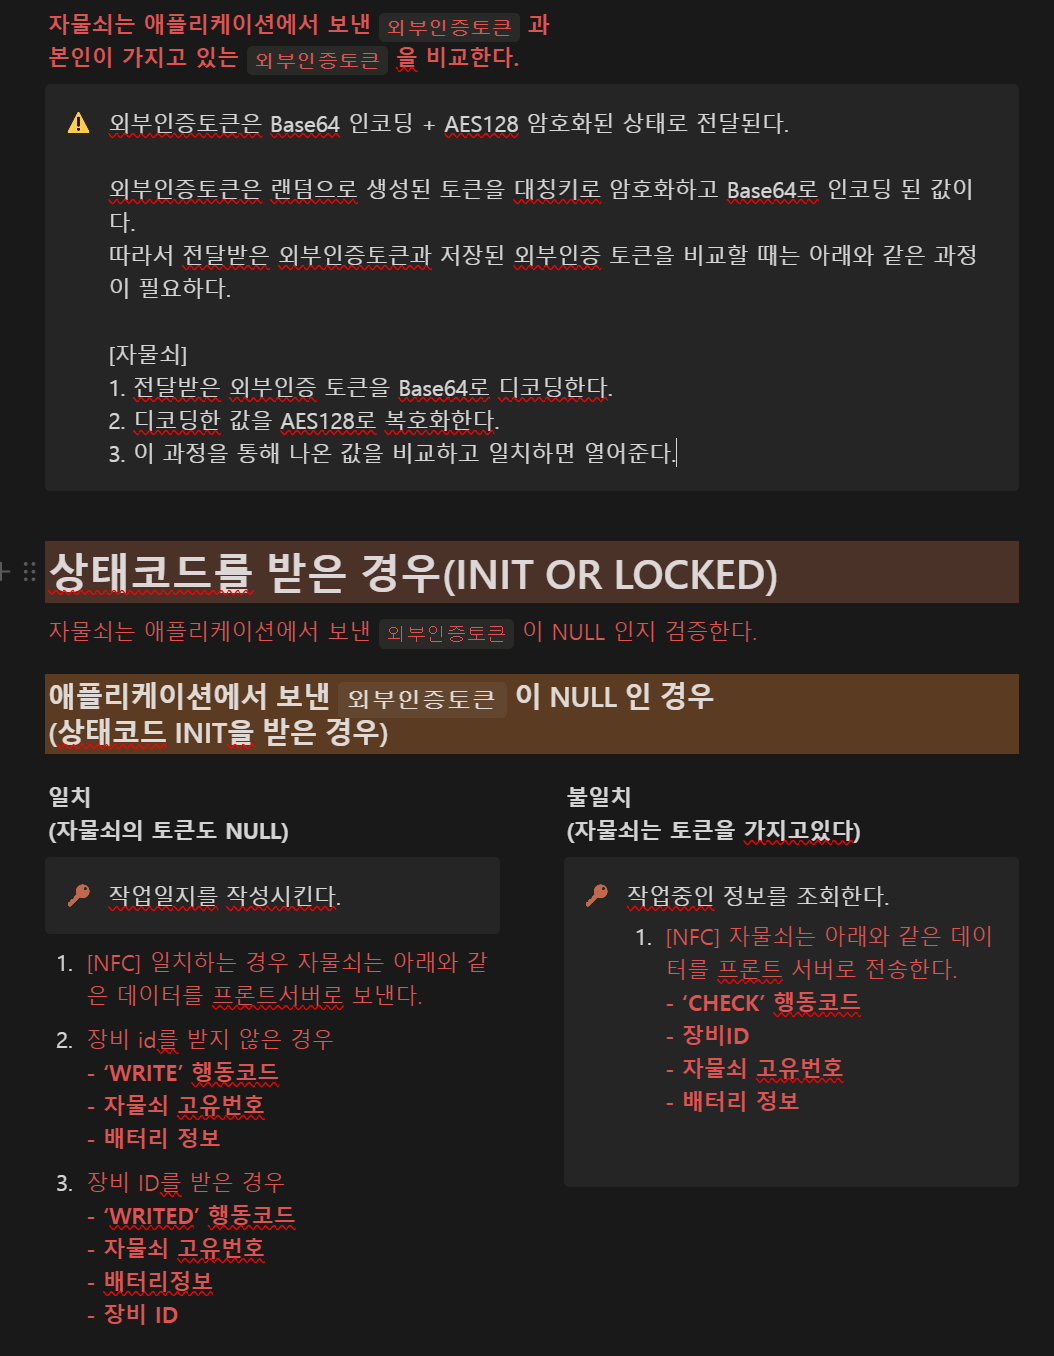 자물쇠는 애플리케이션에서 보낸 외부인증토큰 과
본인이 가지고 있는 외부인증토큰 을 비교한다.
외부인증토큰은 Base64 인코딩 + AES128 암호화된 상태로 전달된다.
외부인증토큰은 랜덤으로 생성된 토큰을 대칭키로 암호화하고 Base64로 인코딩 된 값이
다.
따라서 전달받은 외부인증토큰과 저장된 외부인증 토큰을 비교할 때는 아래와 같은 과정
이 필요하다.
[자물쇠]
1. 전달받은 외부인증 토큰을 Base64로 디코딩한다.
2. 디코딩한 값을 AES128로 복호화한다.
3. 이 과정을 통해 나온 값을 비교하고 일치하면 열어준다.
상태코드를 받은 경우(INIT OR LOCKED)
자물쇠는 애플리케이션에서 보낸 외부인증토큰 이 NULL 인지 검증한다.
애플리케이션에서 보낸 외부인증토큰 이 NULL 인 경우
(상태코드 INIT을 받은 경우)
일치
(자물쇠의 토큰도 NULL)
작업일지를 작성시킨다.
1. [NFC] 일치하는 경우 자물쇠는 아래와 같
은 데이터를 프론트서버로 보낸다.
2. 장비 id를 받지 않은 경우
- ‘WRITE’ 행동코드
- 자물쇠 고유번호
- 배터리 정보
3. 장비 ID를 받은 경우
- ‘WRITED’ 행동코드
- 자물쇠 고유번호
- 배터리정보
- 장비 ID
불일치
(자물쇠는 토큰을 가지고있다)
작업중인 정보를 조회한다.
1. [NFC] 자물쇠는 아래와 같은 데이
터를 프론트 서버로 전송한다.
- ‘CHECK’ 행동코드
- 장비ID
- 자물쇠 고유번호
- 배터리 정보